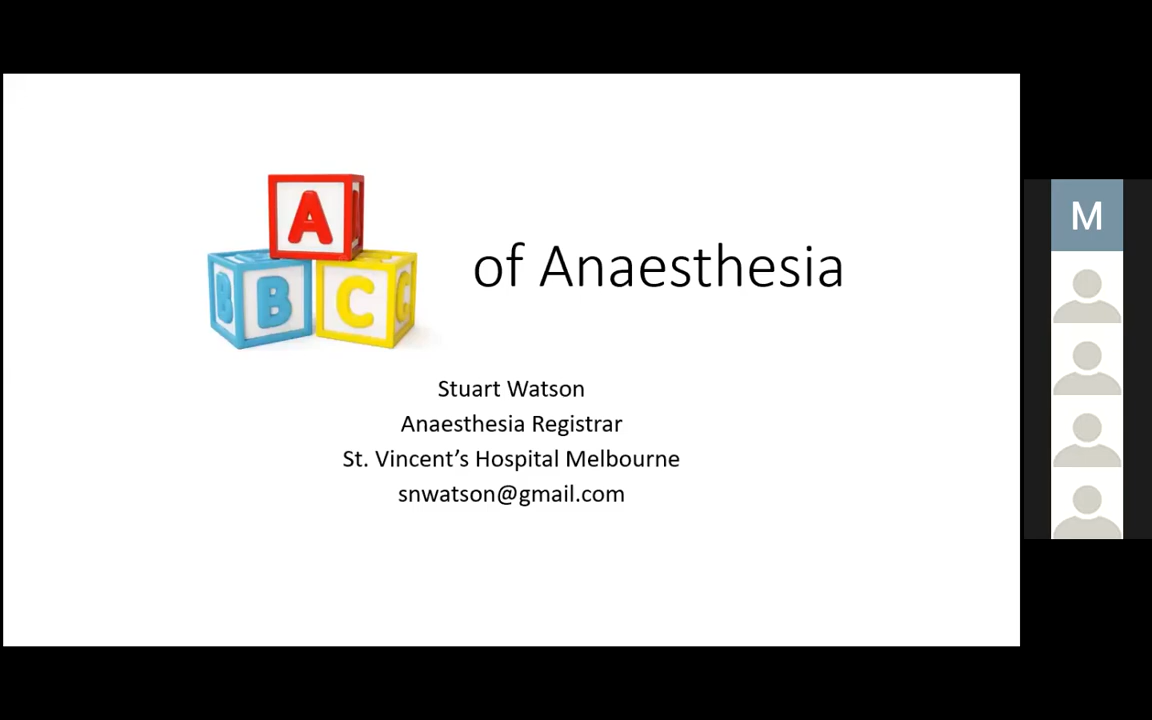 A
B B C C
of Anaesthesia
Stuart Watson
Anaesthesia Registrar
St. Vincent’s Hospital Melbourne
snwatson@gmail.com
M